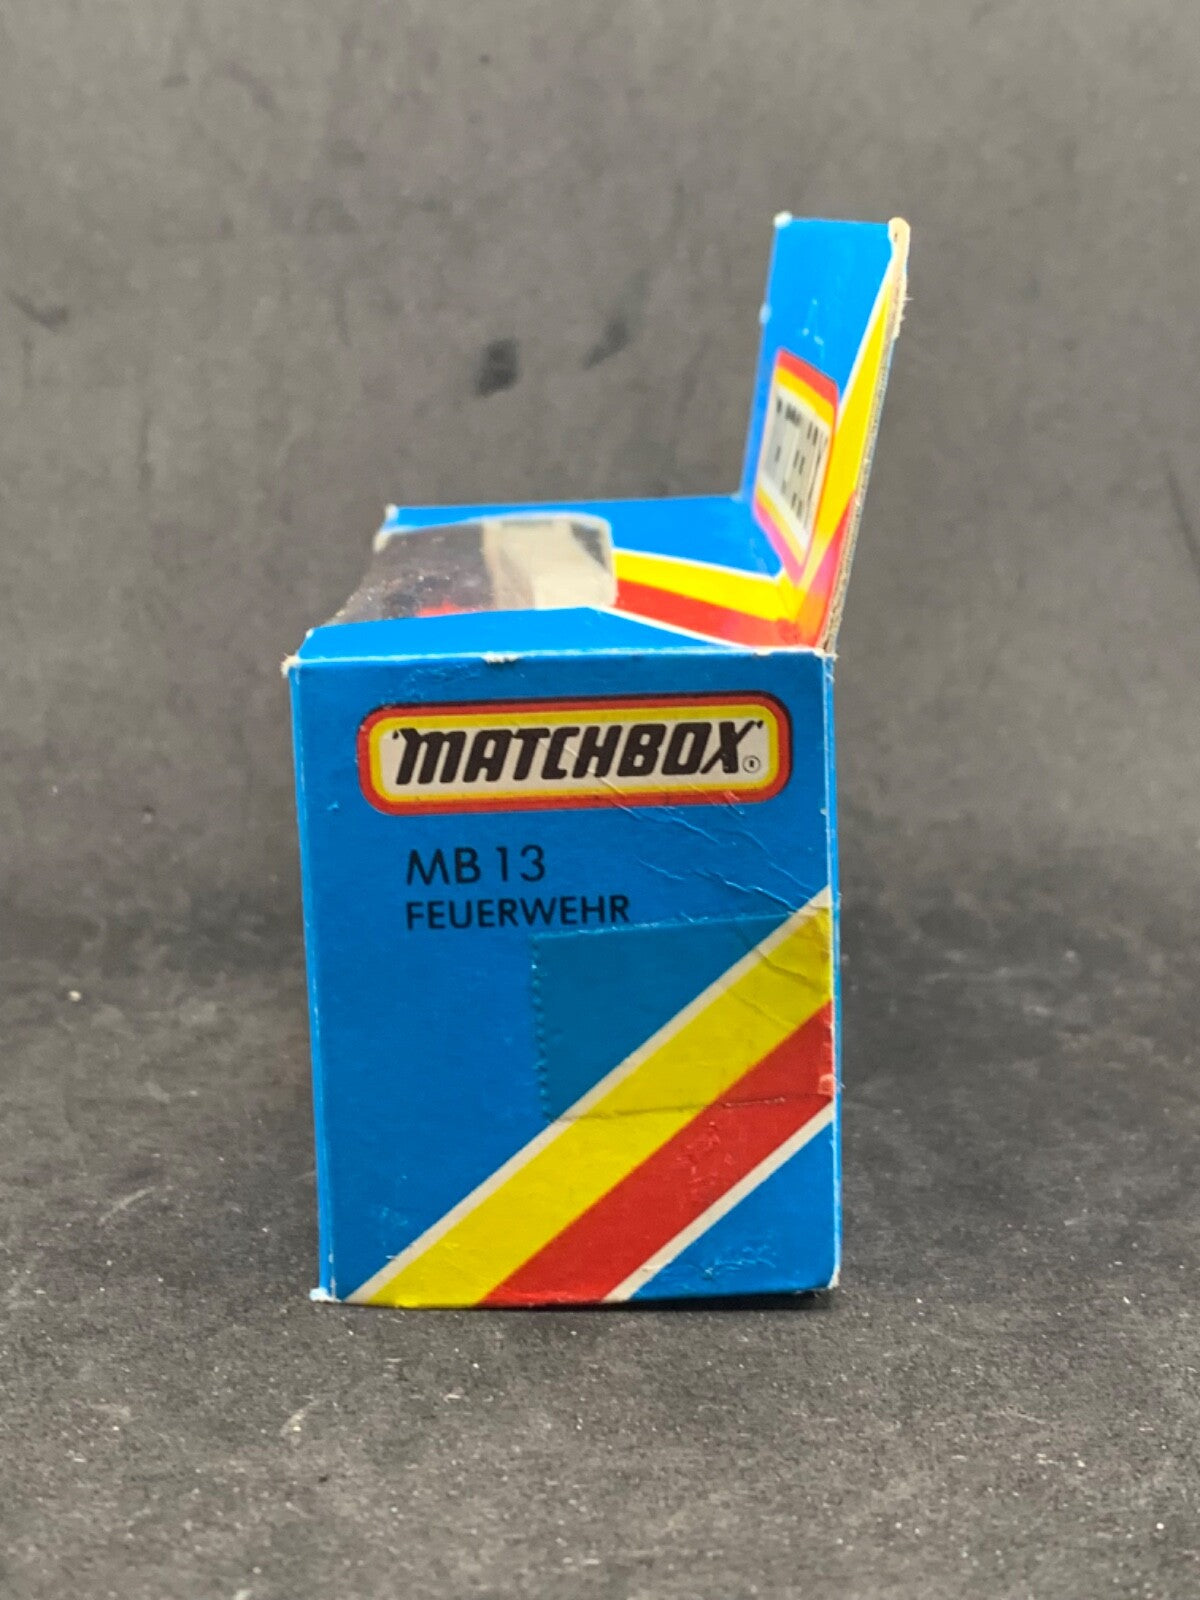 "MATCHBOX" ®
MB 13
FEUERWEHR